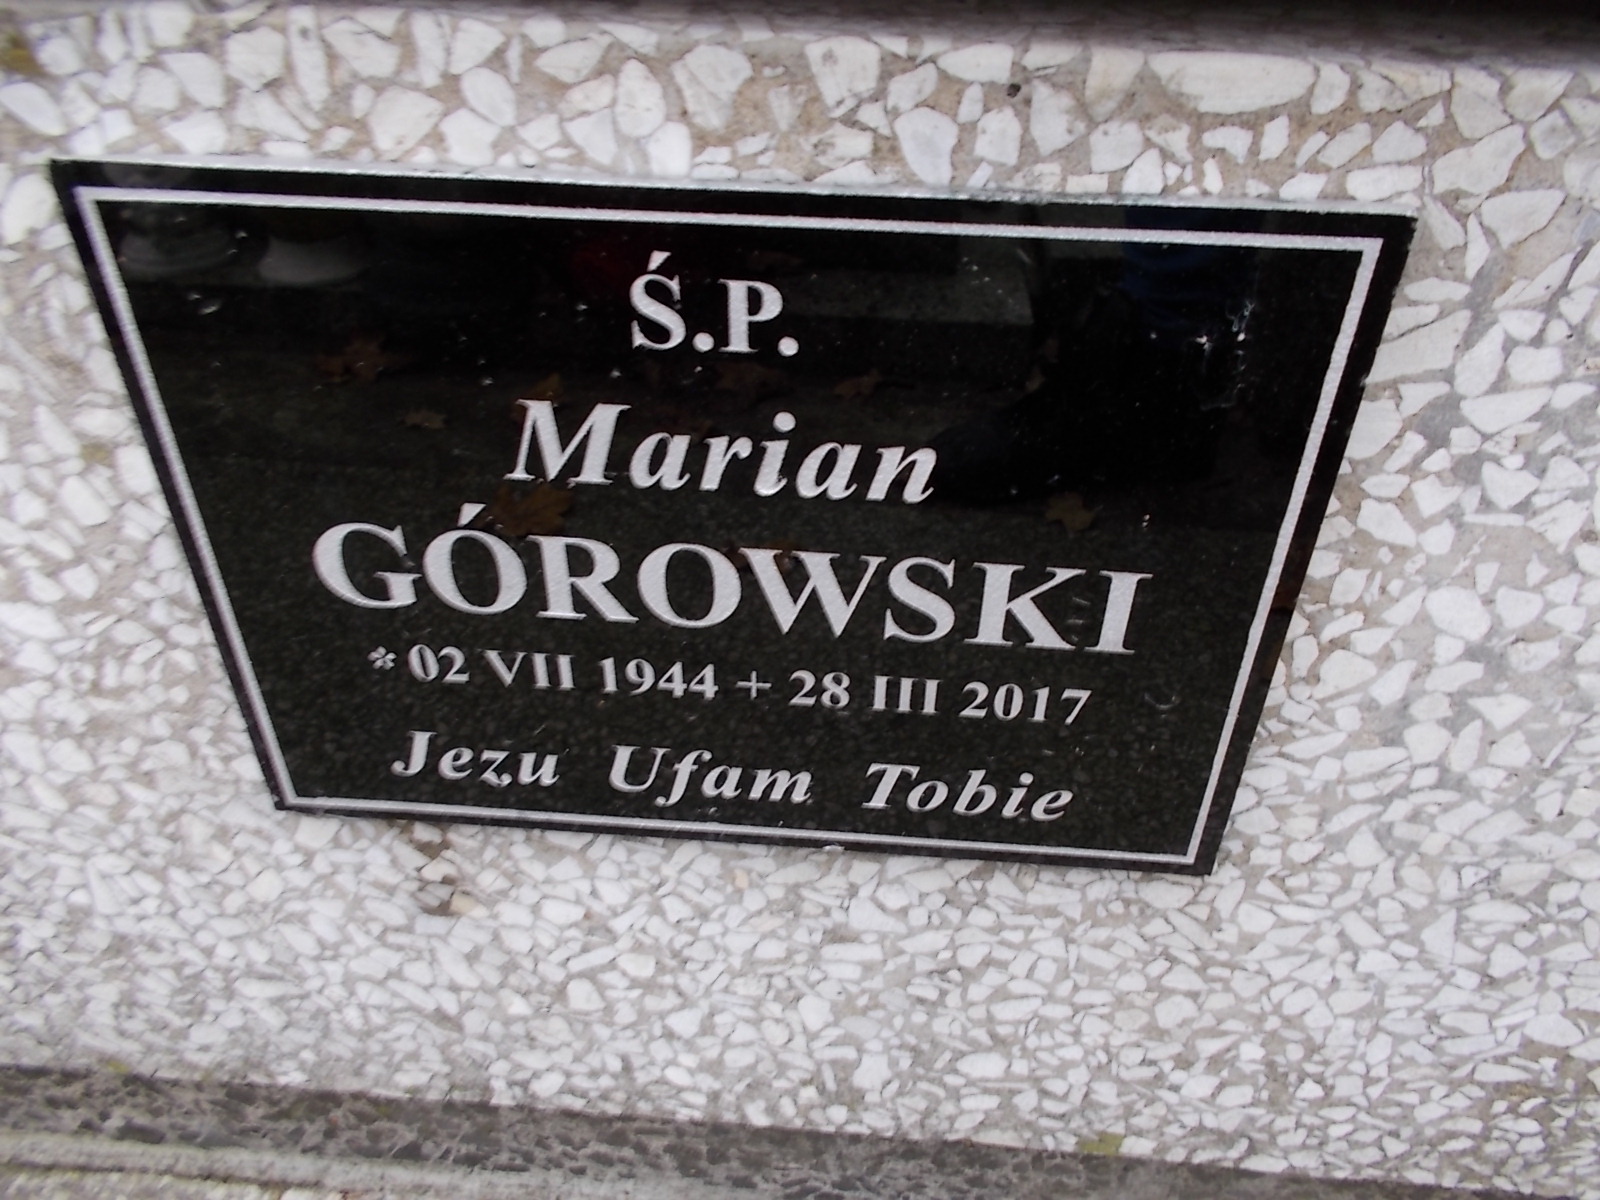 Ś.P.
Marian
GÓROWSKI
* 02 VII 1944 + 28 III 2017
Jezu Ufam Tobie